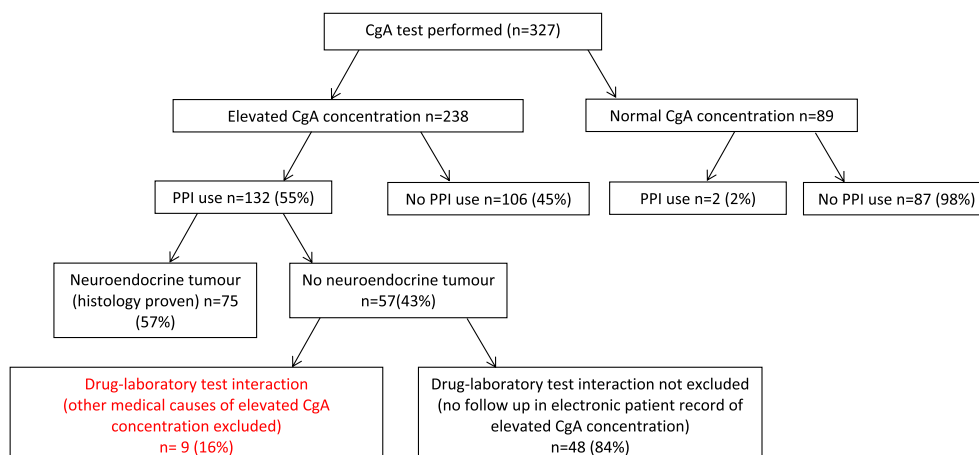 CgA test performed (n=327)
Elevated CgA concentration n=238
Normal CgA concentration n=89
PPI use n=132 (55%)
No PPI use n=106 (45%)
PPI use n=2 (2%)
No PPI use n=87 (98%)
Neuroendocrine tumour
(histology proven) n=75
(57%)
No neuroendocrine tumour
n=57(43%)
Drug-laboratory test interaction
(other medical causes of elevated CgA
concentration excluded)
n= 9 (16%)
Drug-laboratory test interaction not excluded
(no follow up in electronic patient record of
elevated CgA concentration)
n=48 (84%)